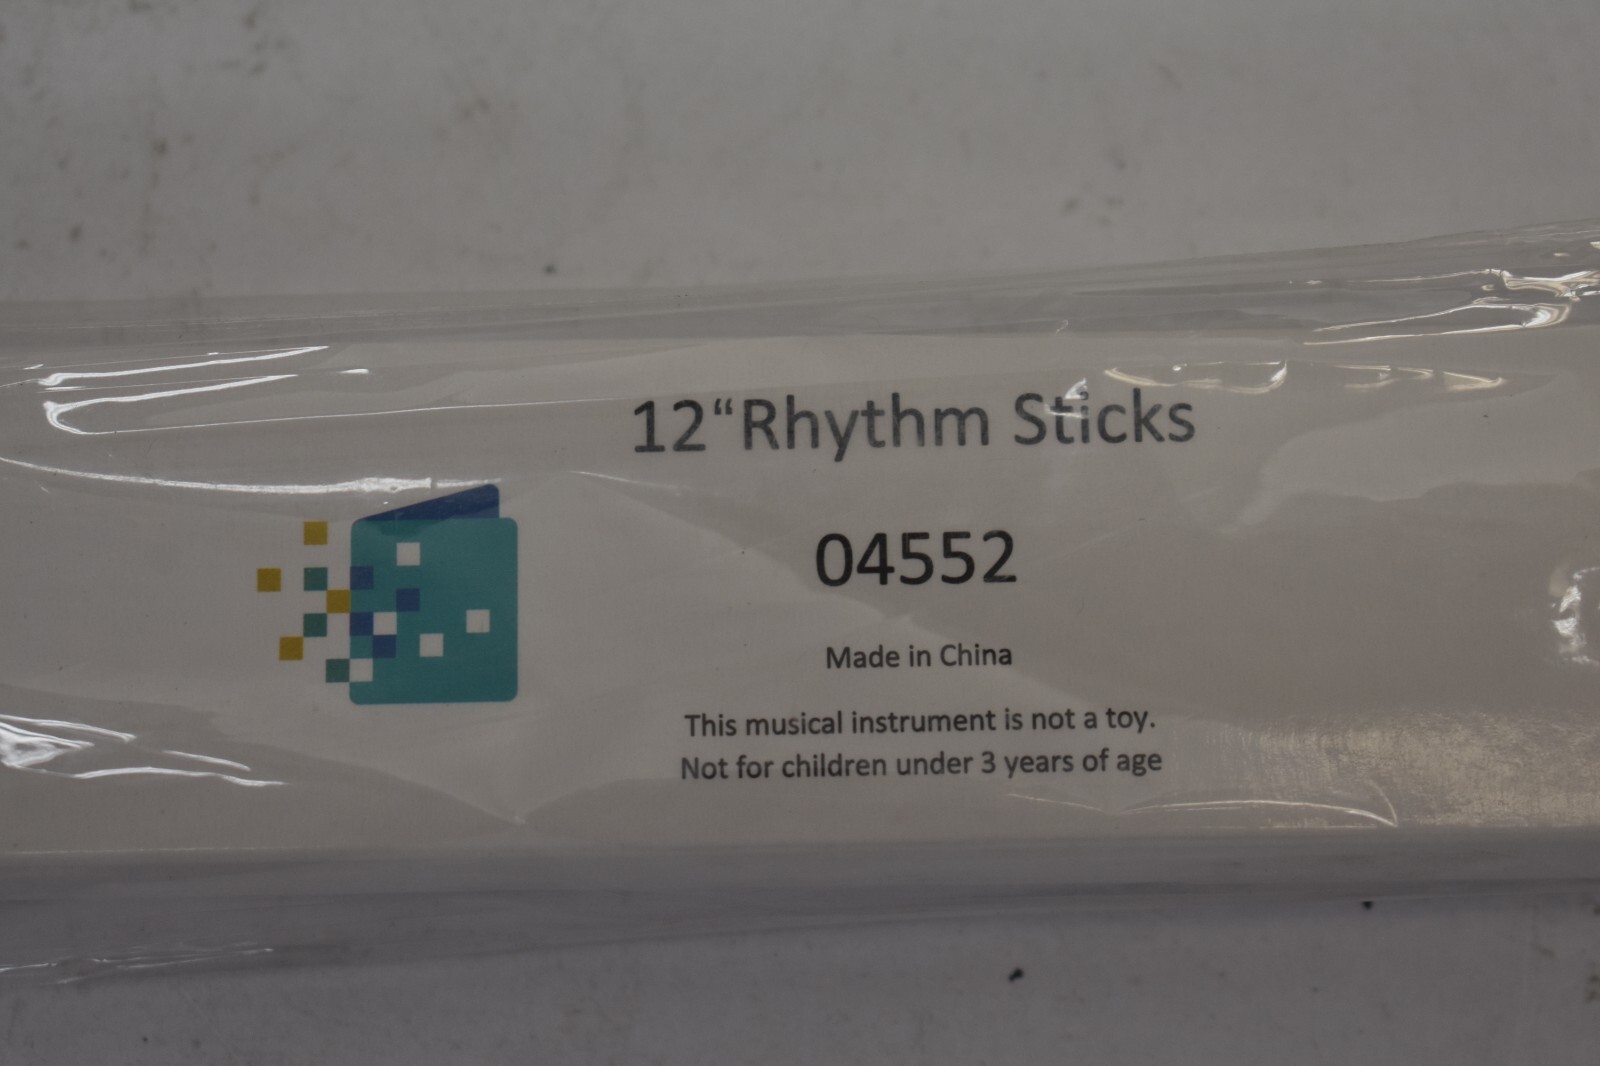 12“Rhythm Sticks
04552
Made in China
This musical instrument is not a toy.
Not for children under 3 years of age